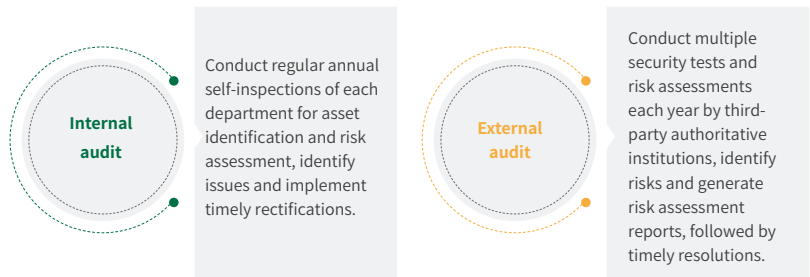 Internal
audit
Conduct regular annual
self-inspections of each
department for asset
identification and risk
assessment, identify
issues and implement
timely rectifications.
External
audit
Conduct multiple
security tests and
risk assessments
each year by third-
party authoritative
institutions, identify
risks and generate
risk assessment
reports, followed by
timely resolutions.